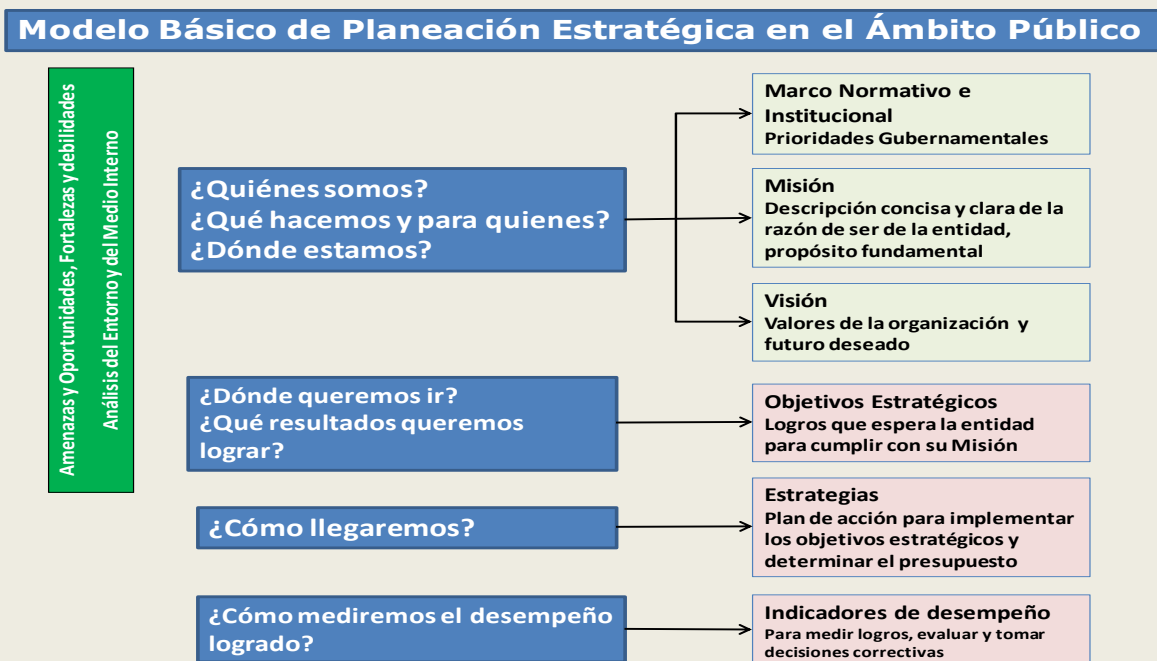 Modelo Básico de Planeación Estratégica en el Ámbito Público
Amenazas y Oportunidades, Fortalezas y debilidades
Análisis del Entorno y del Medio Interno
¿Quiénes somos?
¿Qué hacemos y para quienes?
¿Dónde estamos?
Marco Normativo e
Institucional
Prioridades Gubernamentales
Misión
Descripción concisa y clara de la
razón de ser de la entidad,
propósito fundamental
Visión
Valores de la organización y
futuro deseado
¿Dónde queremos ir?
¿Qué resultados queremos
lograr?
Objetivos Estratégicos
Logros que espera la entidad
para cumplir con su Misión
¿Cómo llegaremos?
Estrategias
Plan de acción para implementar
los objetivos estratégicos y
determinar el presupuesto
¿Cómo mediremos el desempeño
logrado?
Indicadores de desempeño
Para medir logros, evaluar y tomar
decisiones correctivas